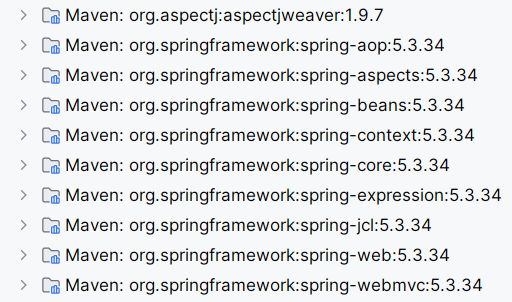 Maven: org.aspectj:aspectjweaver:1.9.7
Maven: org.springframework:spring-aop:5.3.34
Maven: org.springframework:spring-aspects:5.3.34
Maven: org.springframework:spring-beans:5.3.34
Maven: org.springframework:spring-context:5.3.34
Maven: org.springframework:spring-core:5.3.34
Maven: org.springframework:spring-expression:5.3.34
Maven: org.springframework:spring-jcl:5.3.34
Maven: org.springframework:spring-web:5.3.34
Maven: org.springframework:spring-webmvc:5.3.34